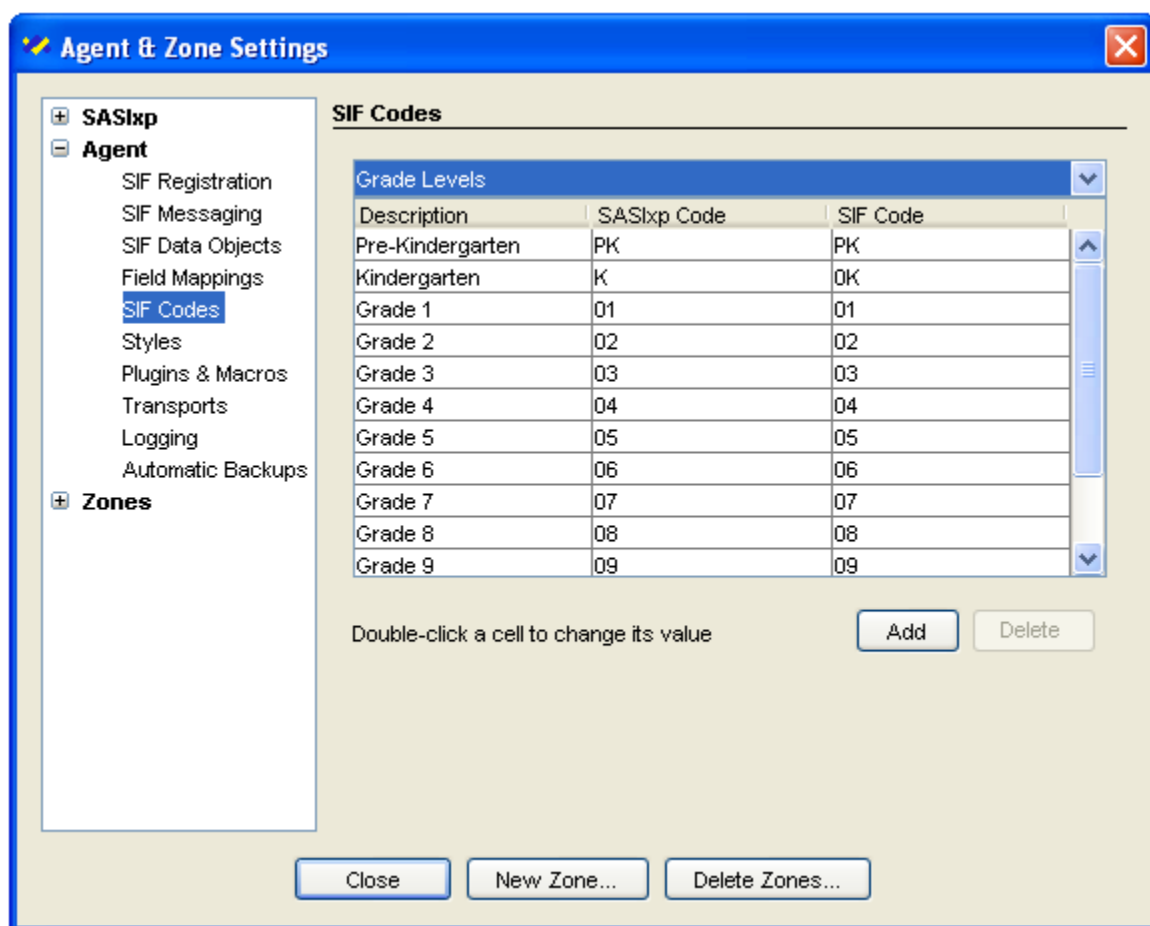 Agent & Zone Settings
SASIxp
Agent
SIF Registration
SIF Messaging
SIF Data Objects
Field Mappings
SIF Codes
Styles
Plugins & Macros
Transports
Logging
Automatic Backups
Zones
SIF Codes
Grade Levels
Description SASIxp Code SIF Code
Pre-Kindergarten PK PK
Kindergarten K 0K
Grade 1 01 01
Grade 2 02 02
Grade 3 03 03
Grade 4 04 04
Grade 5 05 05
Grade 6 06 06
Grade 7 07 07
Grade 8 08 08
Grade 9 09 09
Double-click a cell to change its value
Add Delete
Close New Zone... Delete Zones...